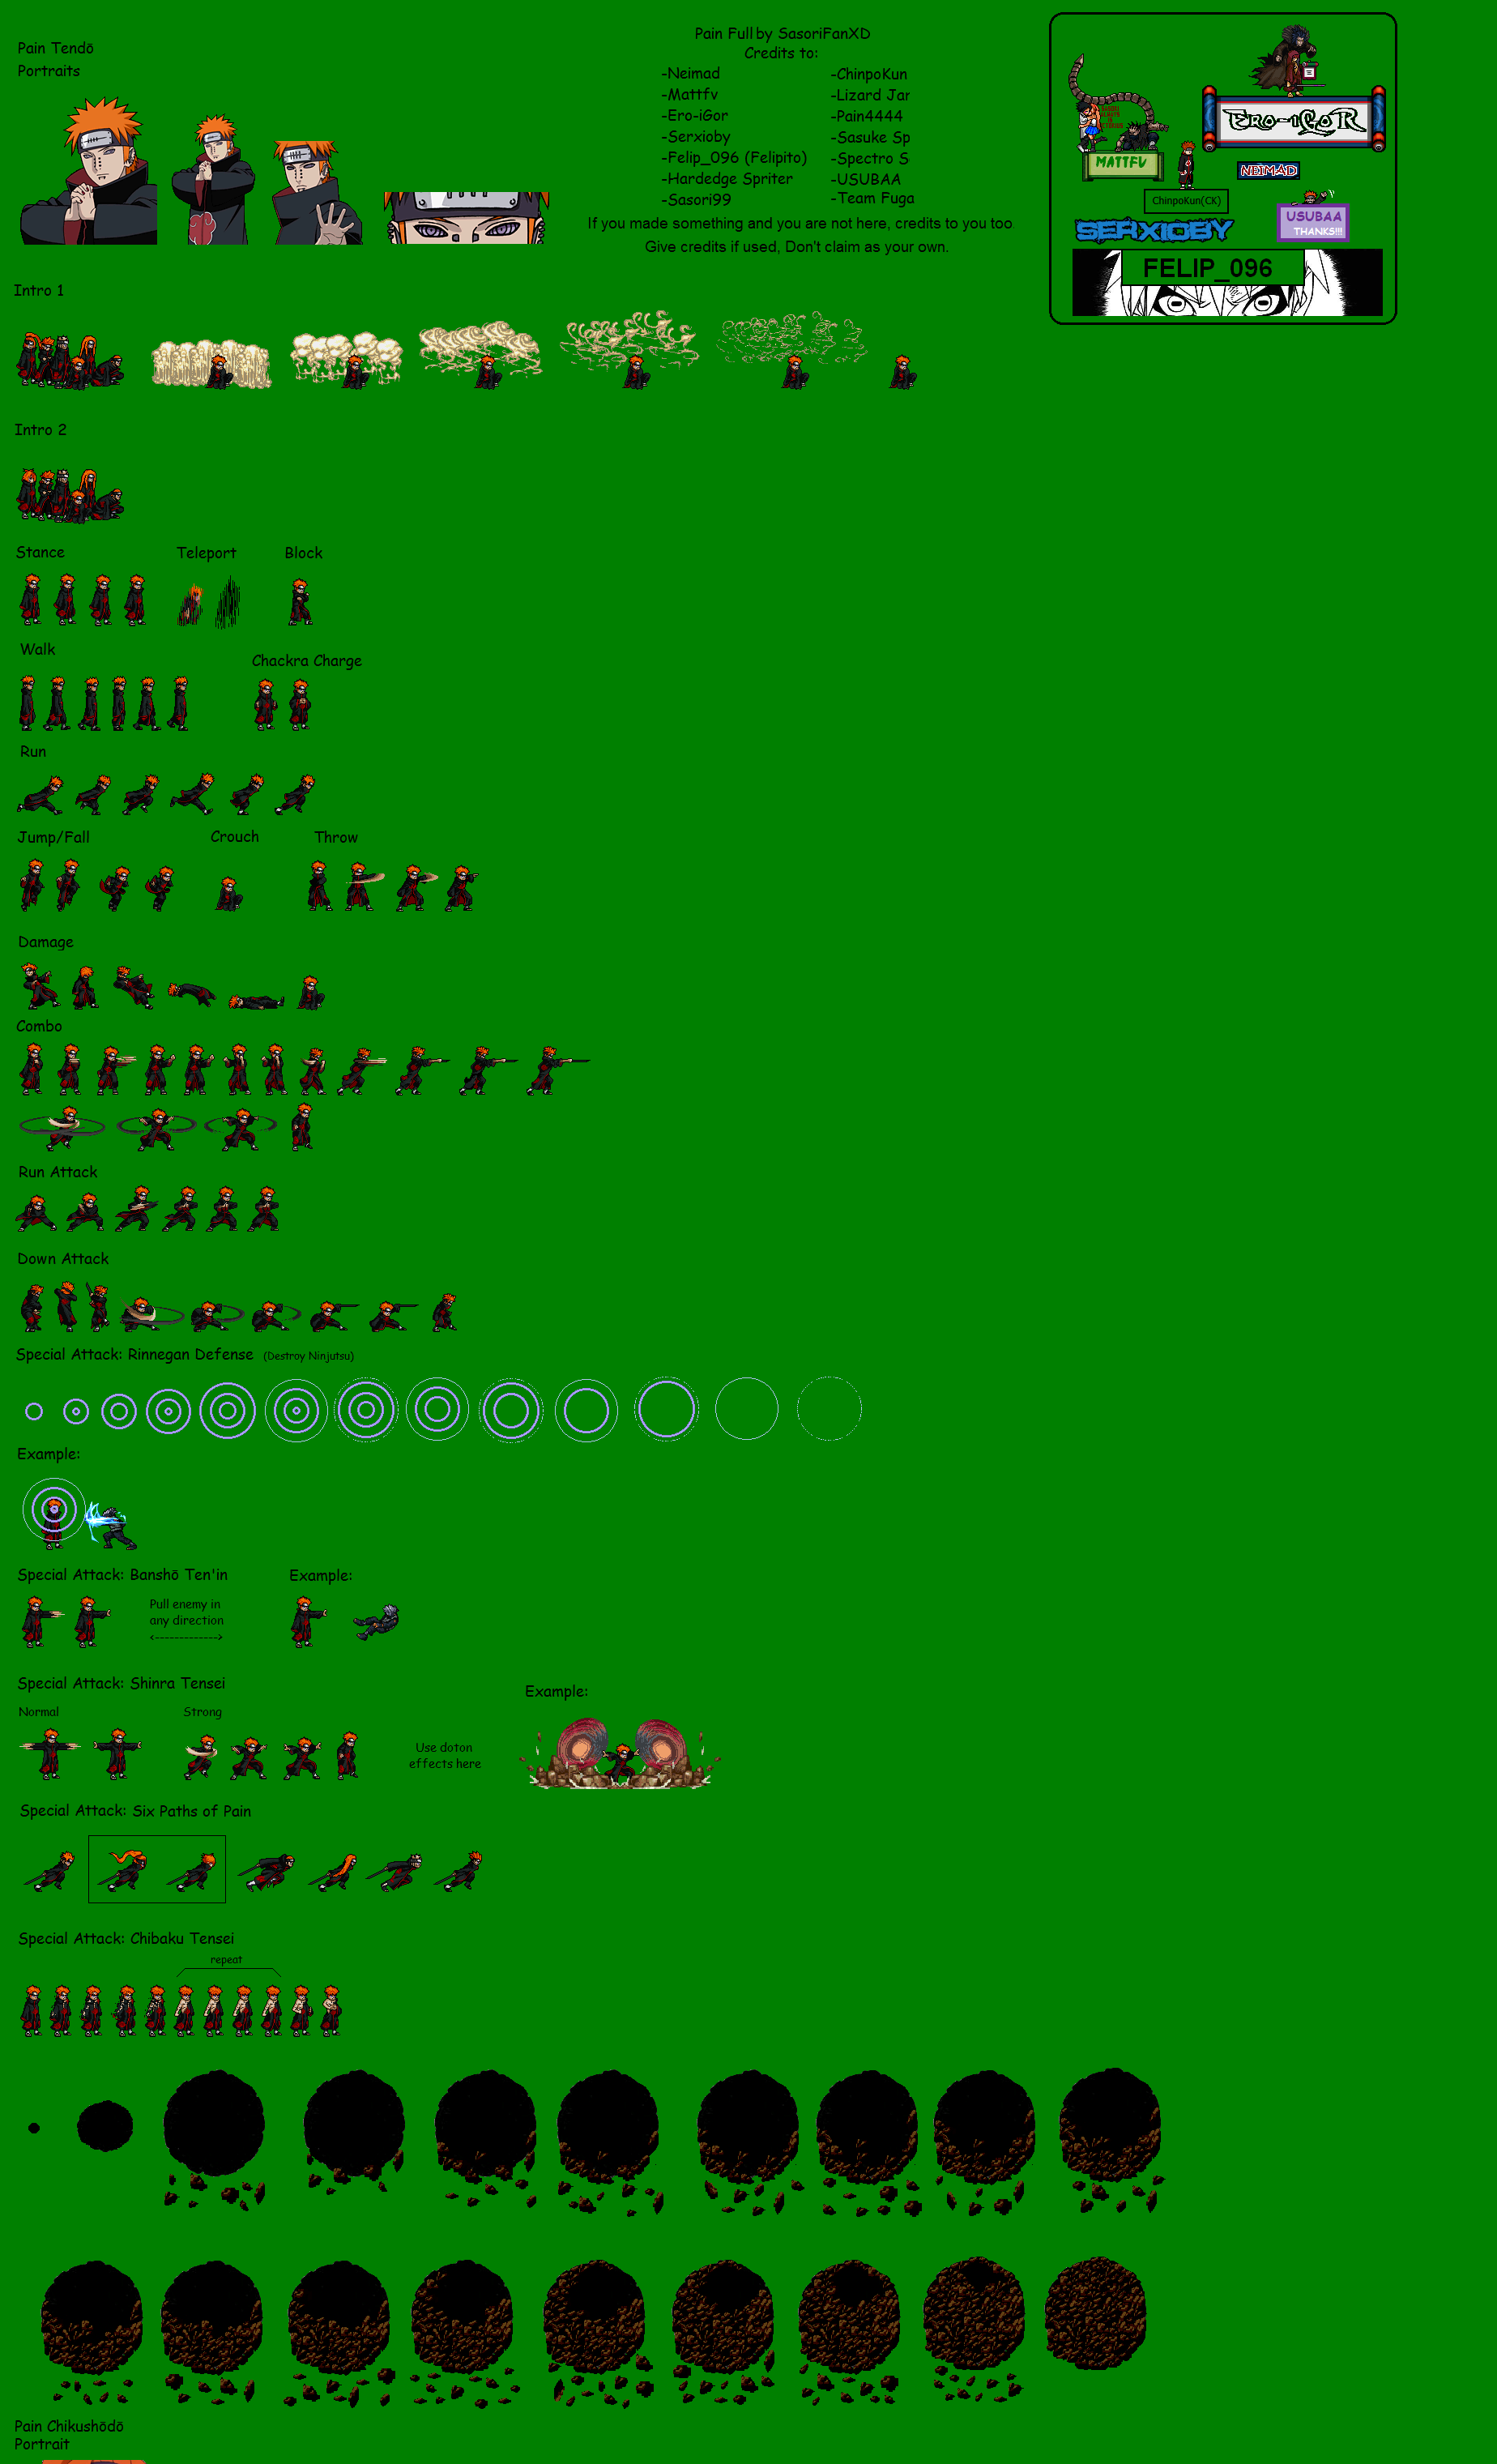 Pain Tendō
Portraits
Pain Full by SasoriFanXD
Credits to:
-Neimad
-Mattfv
-Ero-iGor
-Serxioby
-Felip_096 (Felipito)
-Hardedge Spriter
-Sasori99
-ChinpoKun
-Lizard Jar
-Pain4444
-Sasuke Sp
-Spectro S
-USUBAA
-Team Fuga
If you made something and you are not here, credits to you too
Give credits if used, Don't claim as your own.
Ero-iGoR
MATTFV
NEIMAD
ChinpoKun(CK)
USUBAA
THANKS!!!
SERXIOBY
FELIP_096
Intro 1
Intro 2
Stance
Teleport
Block
Walk
Chackra Charge
Run
Jump/Fall
Crouch
Throw
Damage
Combo
Run Attack
Down Attack
Special Attack: Rinnegan Defense (Destroy Ninjutsu)
Example:
Special Attack: Banshō Ten'in
Example:
Pull enemy in
any direction
<------------->
Special Attack: Shinra Tensei
Example:
Normal
Strong
Use doton
effects here
Special Attack: Six Paths of Pain
Special Attack: Chibaku Tensei
repeat
Pain Chikushōdō
Portrait